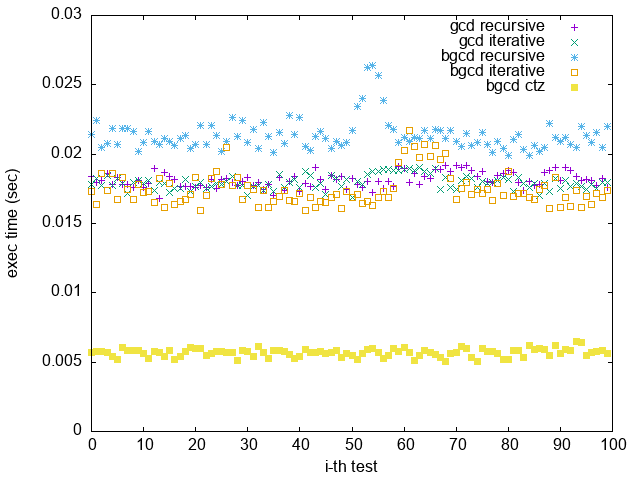 0.03
0.025
0.02
0.015
0.01
0.005
0
exec time (sec)
gcd recursive
gcd iterative
bgcd recursive
bgcd iterative
bgcd ctz
0 10 20 30 40 50 60 70 80 90 100
i-th test